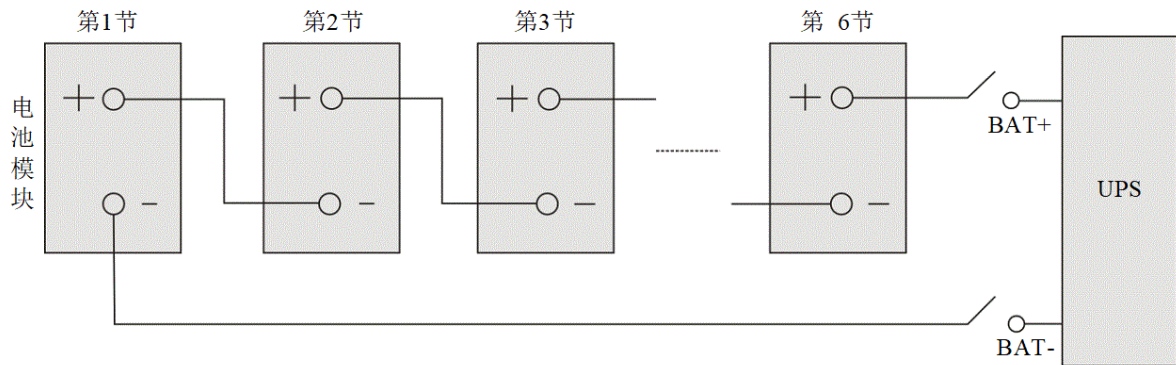 第1节
第2节
第3节
第 6节
电池模块
+
+
+
+
BAT+
-
-
-
-
UPS
BAT-